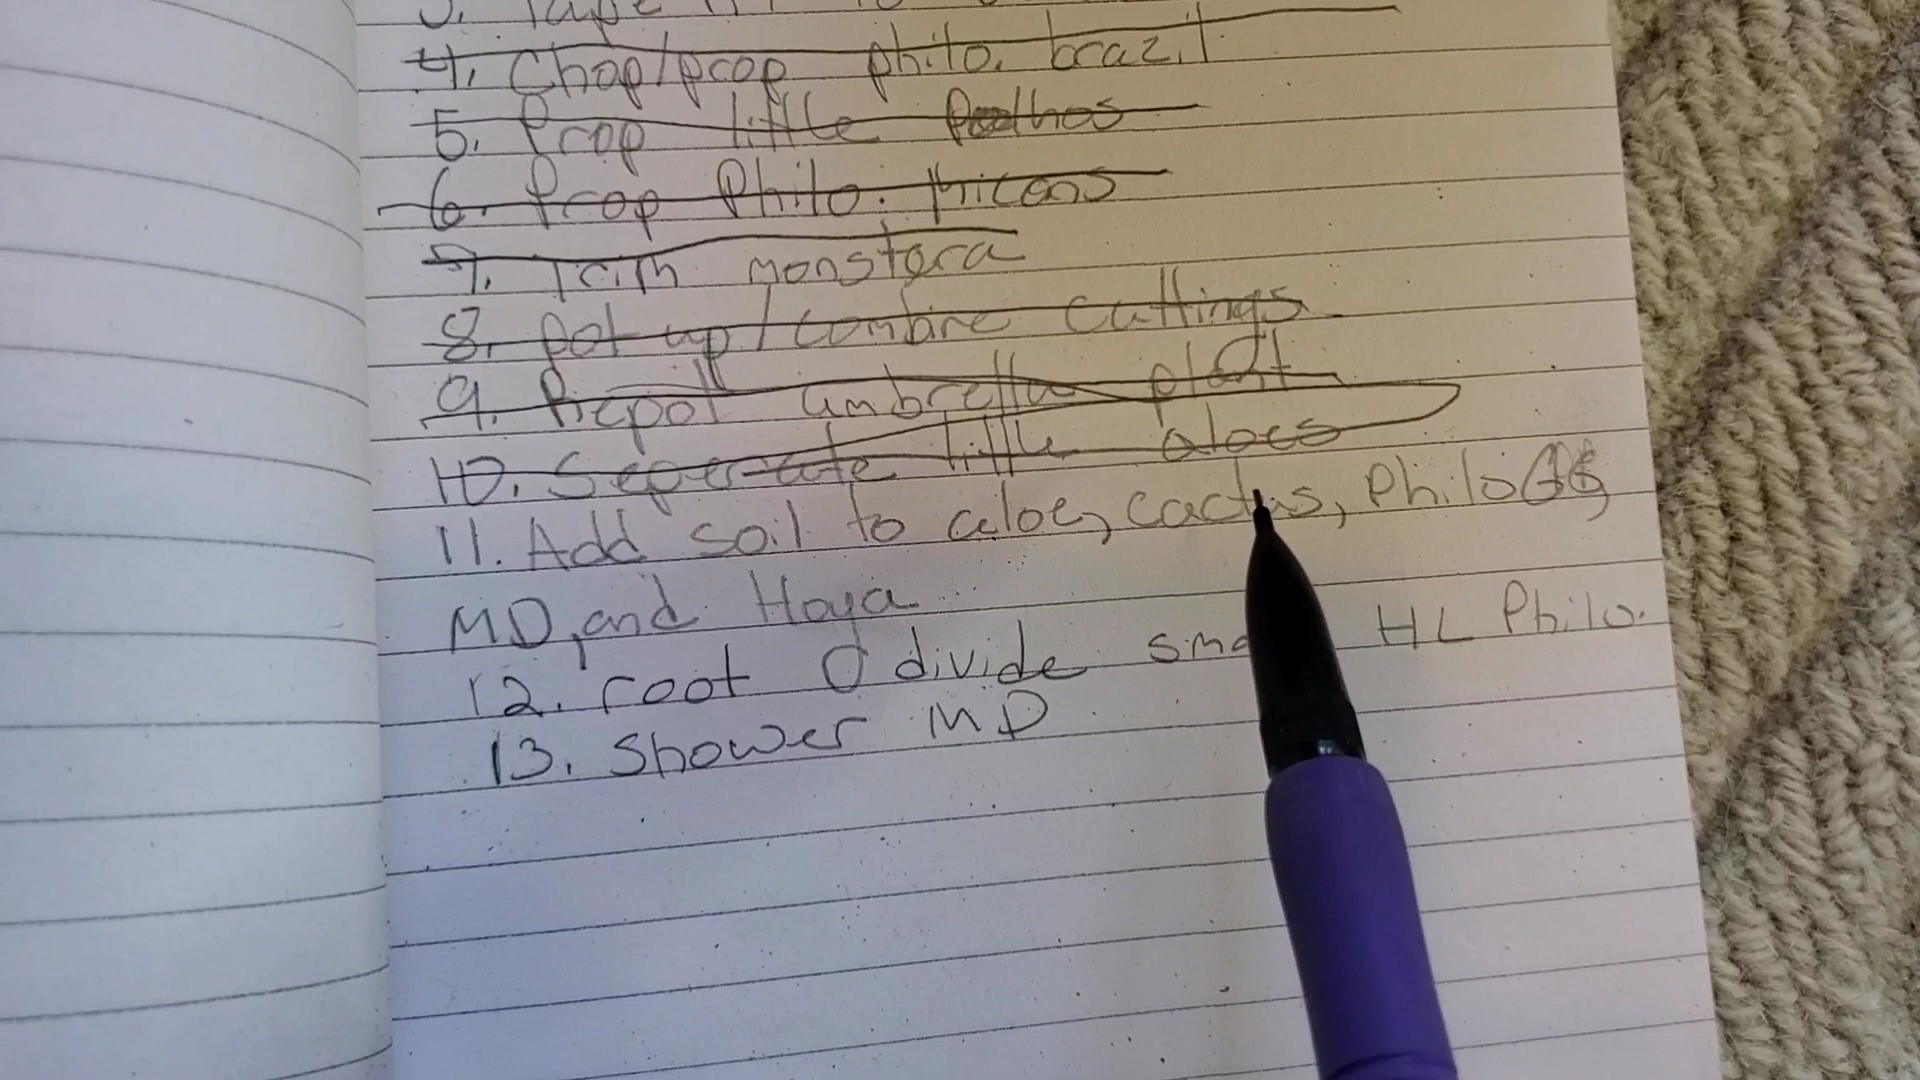 4. Chop/prop philo. brazil
5. Prop little Pothos
6. Prop Philo. Micans
7. Trim monstera
8. pot up/combine cuttings
9. Repot umbrella plant
10. Seperate little aloes
11. Add soil to aloe, cactus, Philo
MD, and Hoya
12. root divide HL Philo.
13. Shower MD